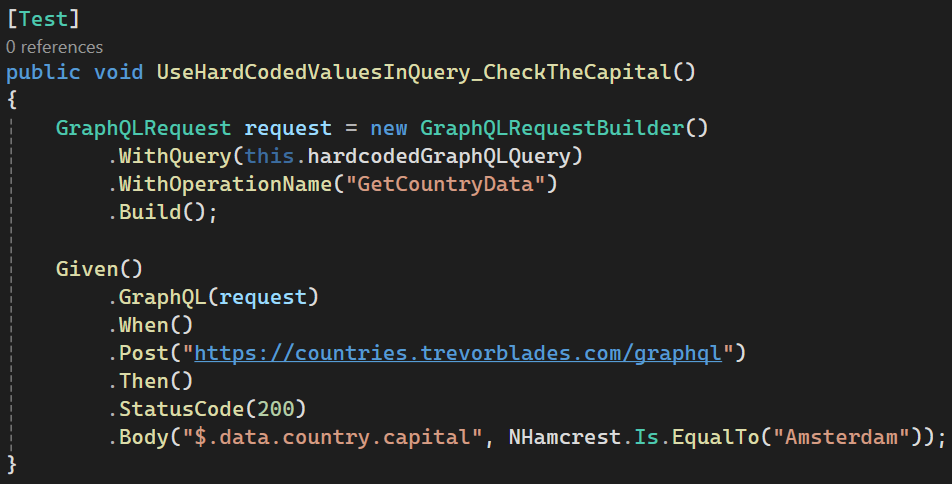 [Test]
0 references
public void UseHardCodedValuesInQuery_CheckTheCapital()
{
GraphQLRequest request = new GraphQLRequestBuilder()
.WithQuery(this.hardcodedGraphQLQuery)
.WithOperationName("GetCountryData")
.Build();
Given()
.GraphQL(request)
.When()
.Post("https://countries.trevorblades.com/graphql")
.Then()
.StatusCode(200)
.Body("$.data.country.capital", NHamcrest.Is.EqualTo("Amsterdam"));
}